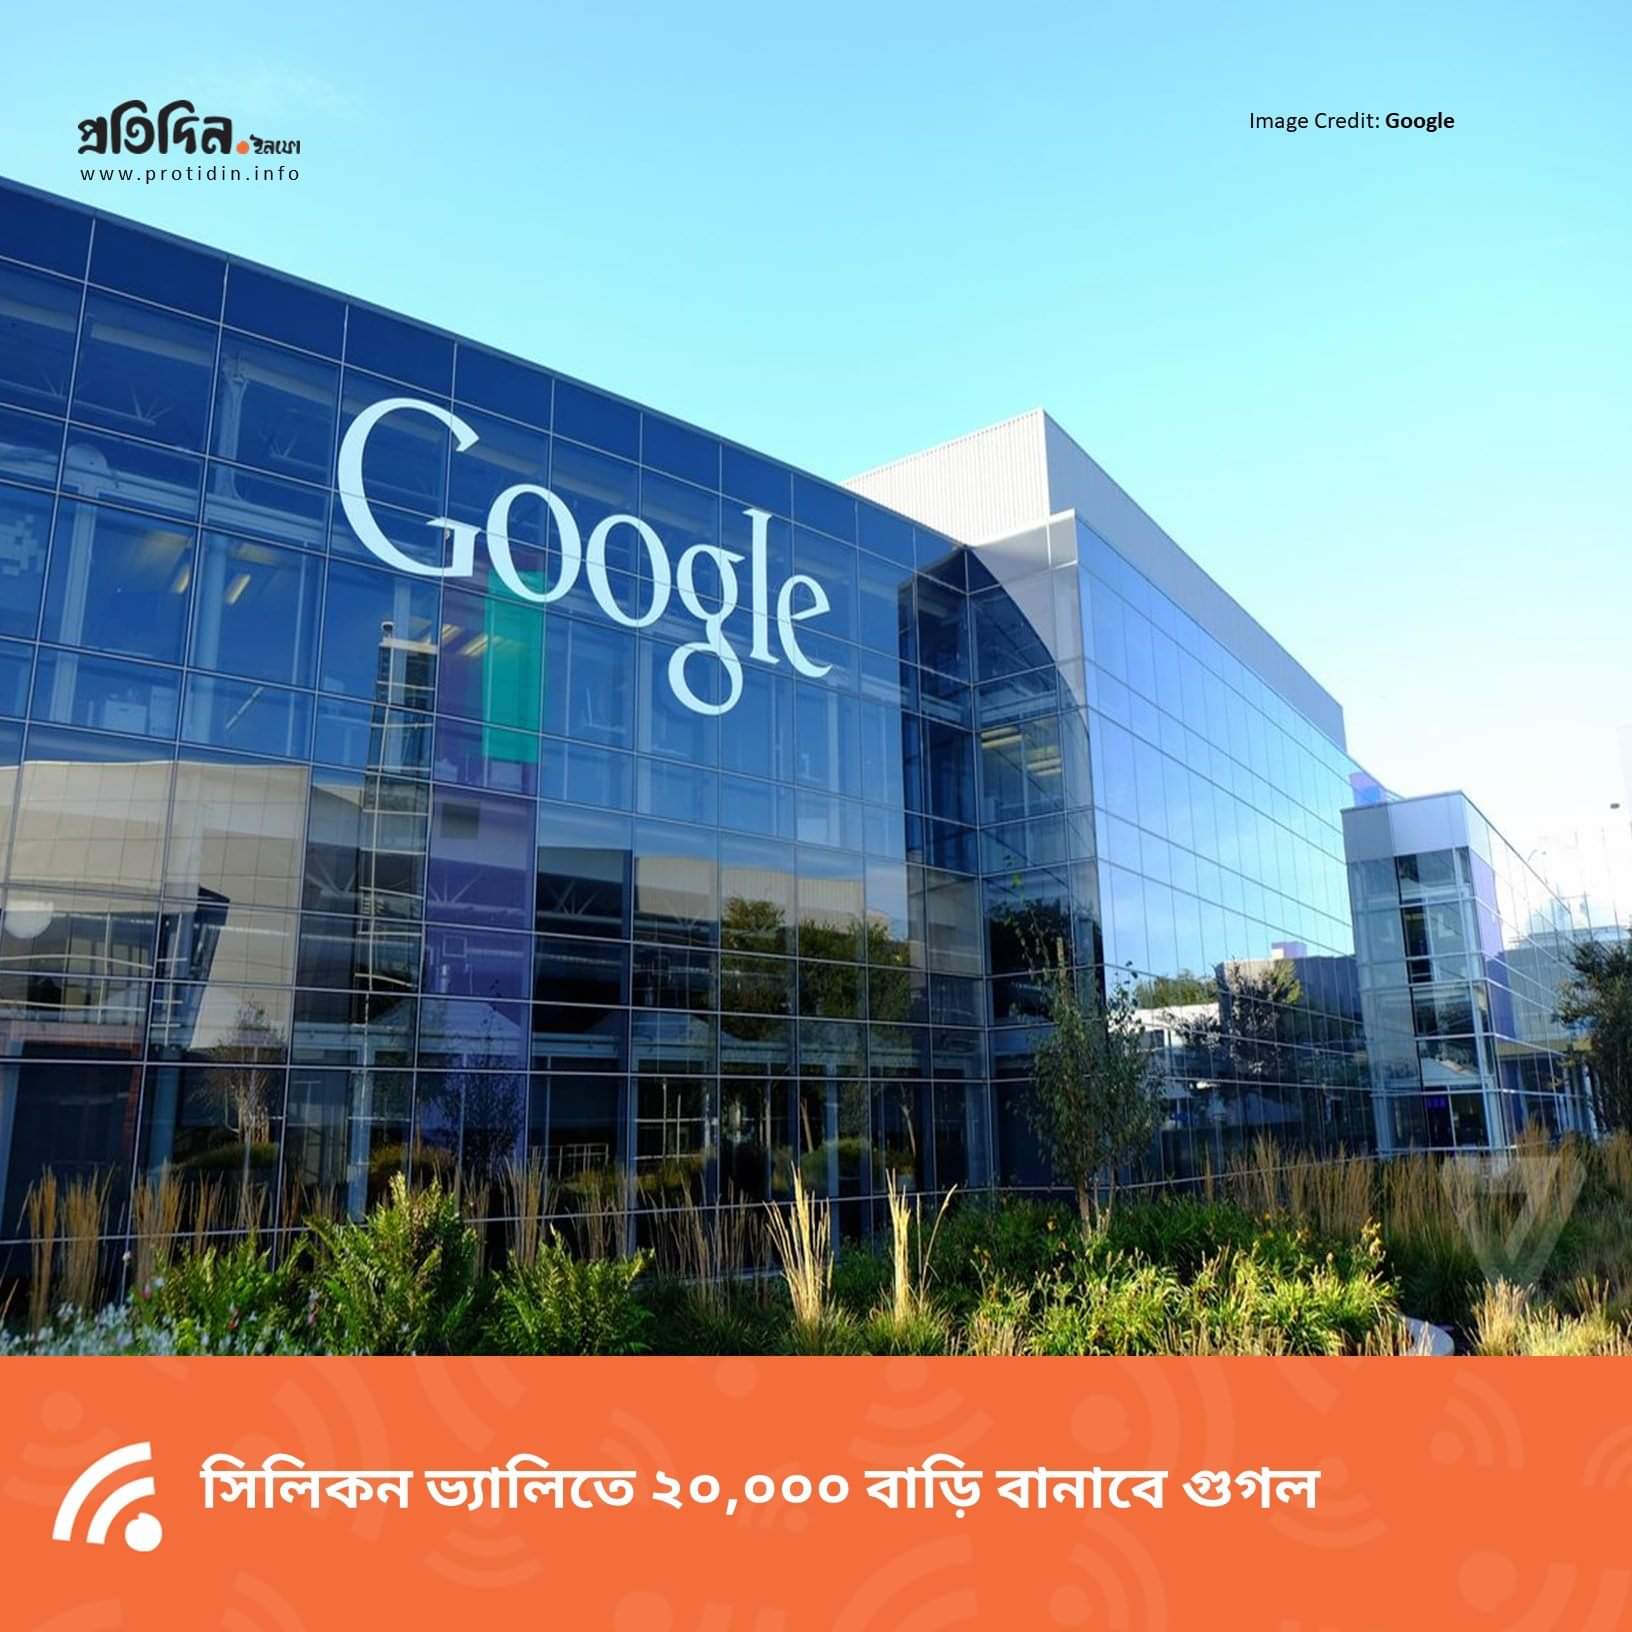 প্রতিদিন.ইনফো
www.protidin.info
Image Credit: Google
Google
সিলিকন ভ্যালিতে ২০,০০০ বাড়ি বানাবে গুগল